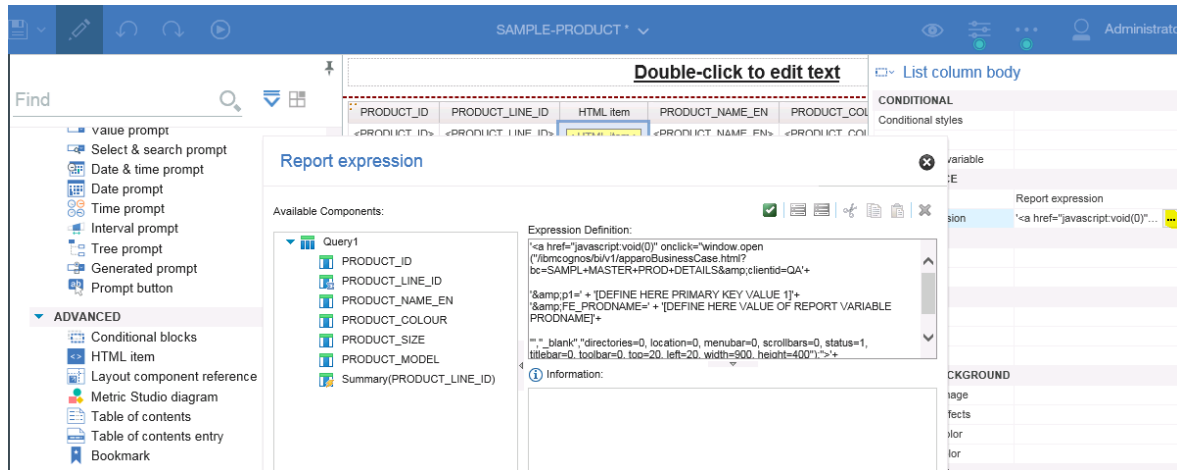 SAMPLE-PRODUCT *
Administrato
Find
Value prompt
Select & search prompt
Date & time prompt
Date prompt
Time prompt
Interval prompt
Tree prompt
Generated prompt
Prompt button
ADVANCED
Conditional blocks
HTML item
Layout component reference
Metric Studio diagram
Table of contents
Table of contents entry
Bookmark
Double-click to edit text
PRODUCT_ID PRODUCT_LINE_ID HTML item PRODUCT_NAME_EN PRODUCT_COL
<PRODUCT_ID> <PRODUCT_LINE_ID> <HTML item> <PRODUCT_NAME_EN> <PRODUCT_COL
Report expression
Available Components:
Query1
PRODUCT_ID
PRODUCT_LINE_ID
PRODUCT_NAME_EN
PRODUCT_COLOUR
PRODUCT_SIZE
PRODUCT_MODEL
Summary(PRODUCT_LINE_ID)
Expression Definition:
'<a href="javascript:void(0)" onclick="window.open
("/ibmcognos/bi/v1/apparoBusinessCase.html?
bc=SAMPL+MASTER+PROD+DETAILS&amp;clientid=QA'+
'&amp;p1=' + '[DEFINE HERE PRIMARY KEY VALUE 1]'+
'&amp;FE_PRODNAME=' + '[DEFINE HERE VALUE OF REPORT VARIABLE
PRODNAME]'+
'","_blank","directories=0, location=0, menubar=0, scrollbars=0, status=1,
titlebar=0, toolbar=0, top=20, left=20, width=900, height=400");">'+
Information:
List column body
CONDITIONAL
Conditional styles
variable
CE
Report expression
sion '<a href="javascript:void(0)"... ...
CKGROUND
nage
fects
olor
lor